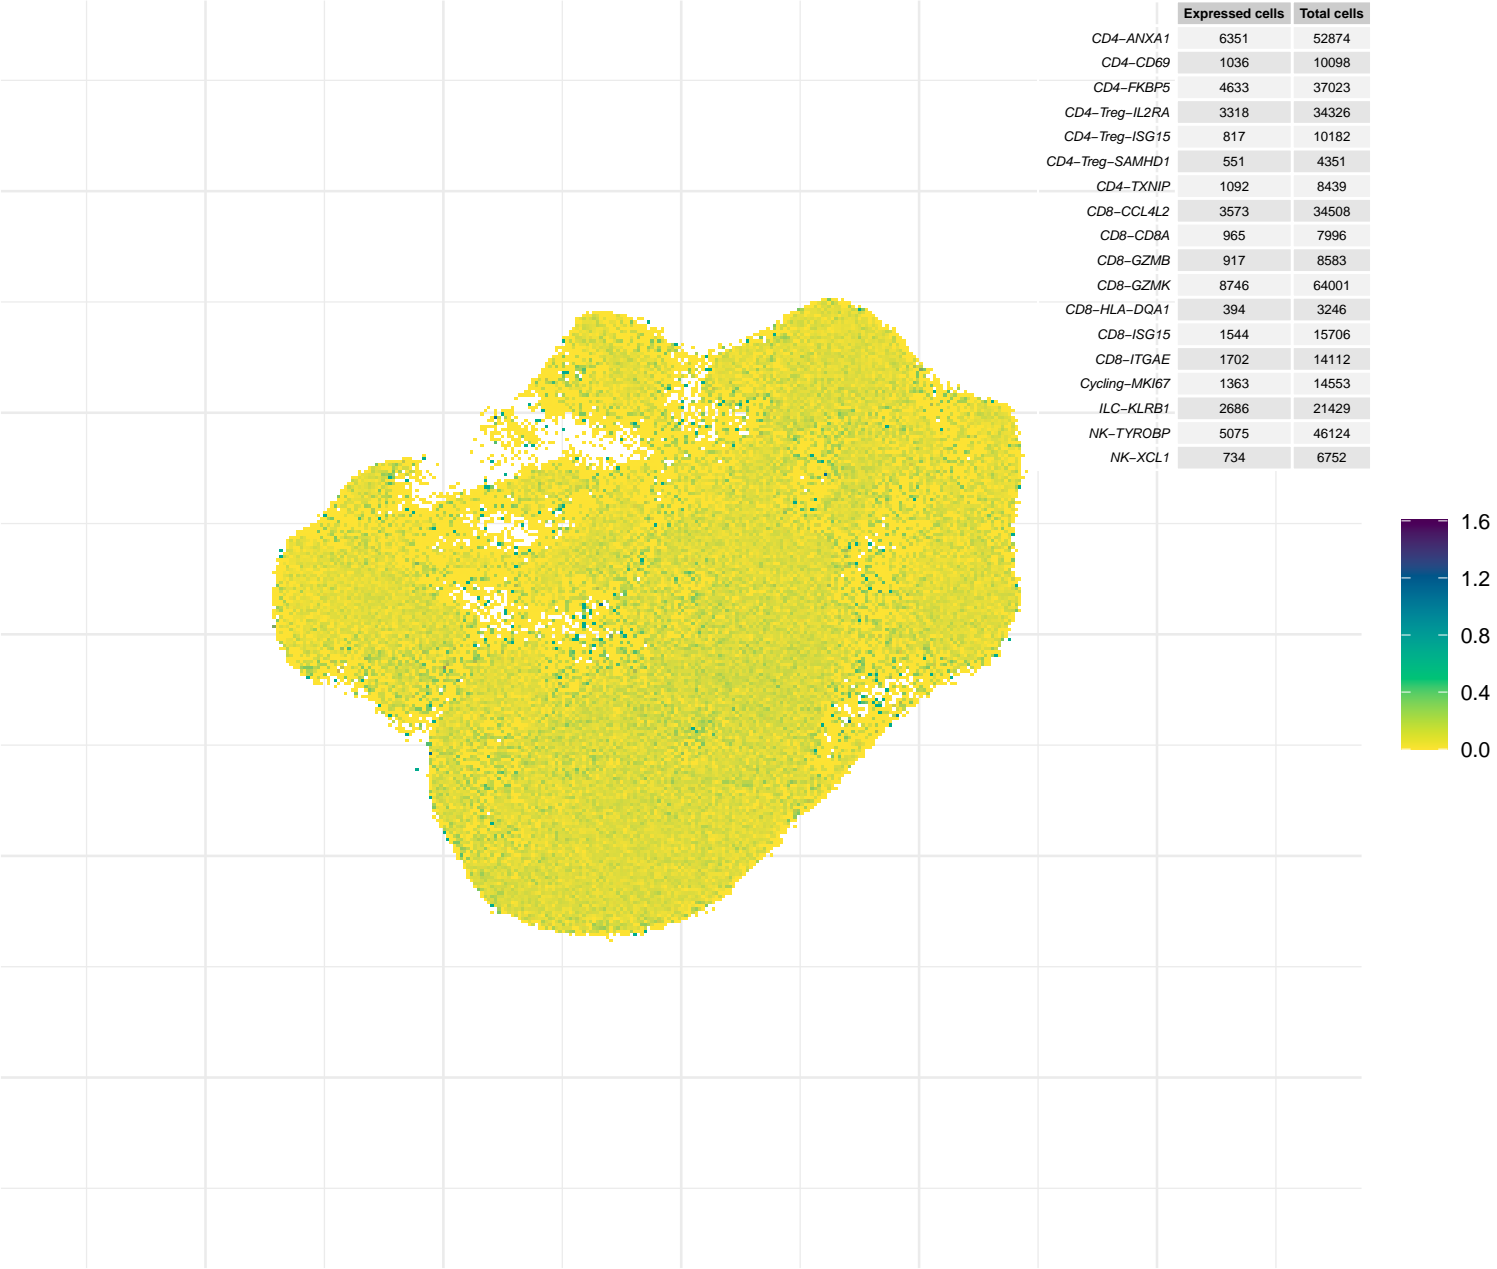 Expressed cells Total cells
CD4−ANXA1 6351 52874
CD4−CD69 1036 10098
CD4−FKBP5 4633 37023
CD4−Treg−IL2RA 3318 34326
CD4−Treg−ISG15 817 10182
CD4−Treg−SAMHD1 551 4351
CD4−TXNIP 1092 8439
CD8−CCL4L2 3573 34508
CD8−CD8A 965 7996
CD8−GZMB 917 8583
CD8−GZMK 8746 64001
CD8−HLA−DQA1 394 3246
CD8−ISG15 1544 15706
CD8−ITGAE 1702 14112
Cycling−MKI67 1363 14553
ILC−KLRB1 2686 21429
NK−TYROBP 5075 46124
NK−XCL1 734 6752
1.6
1.2
0.8
0.4
0.0